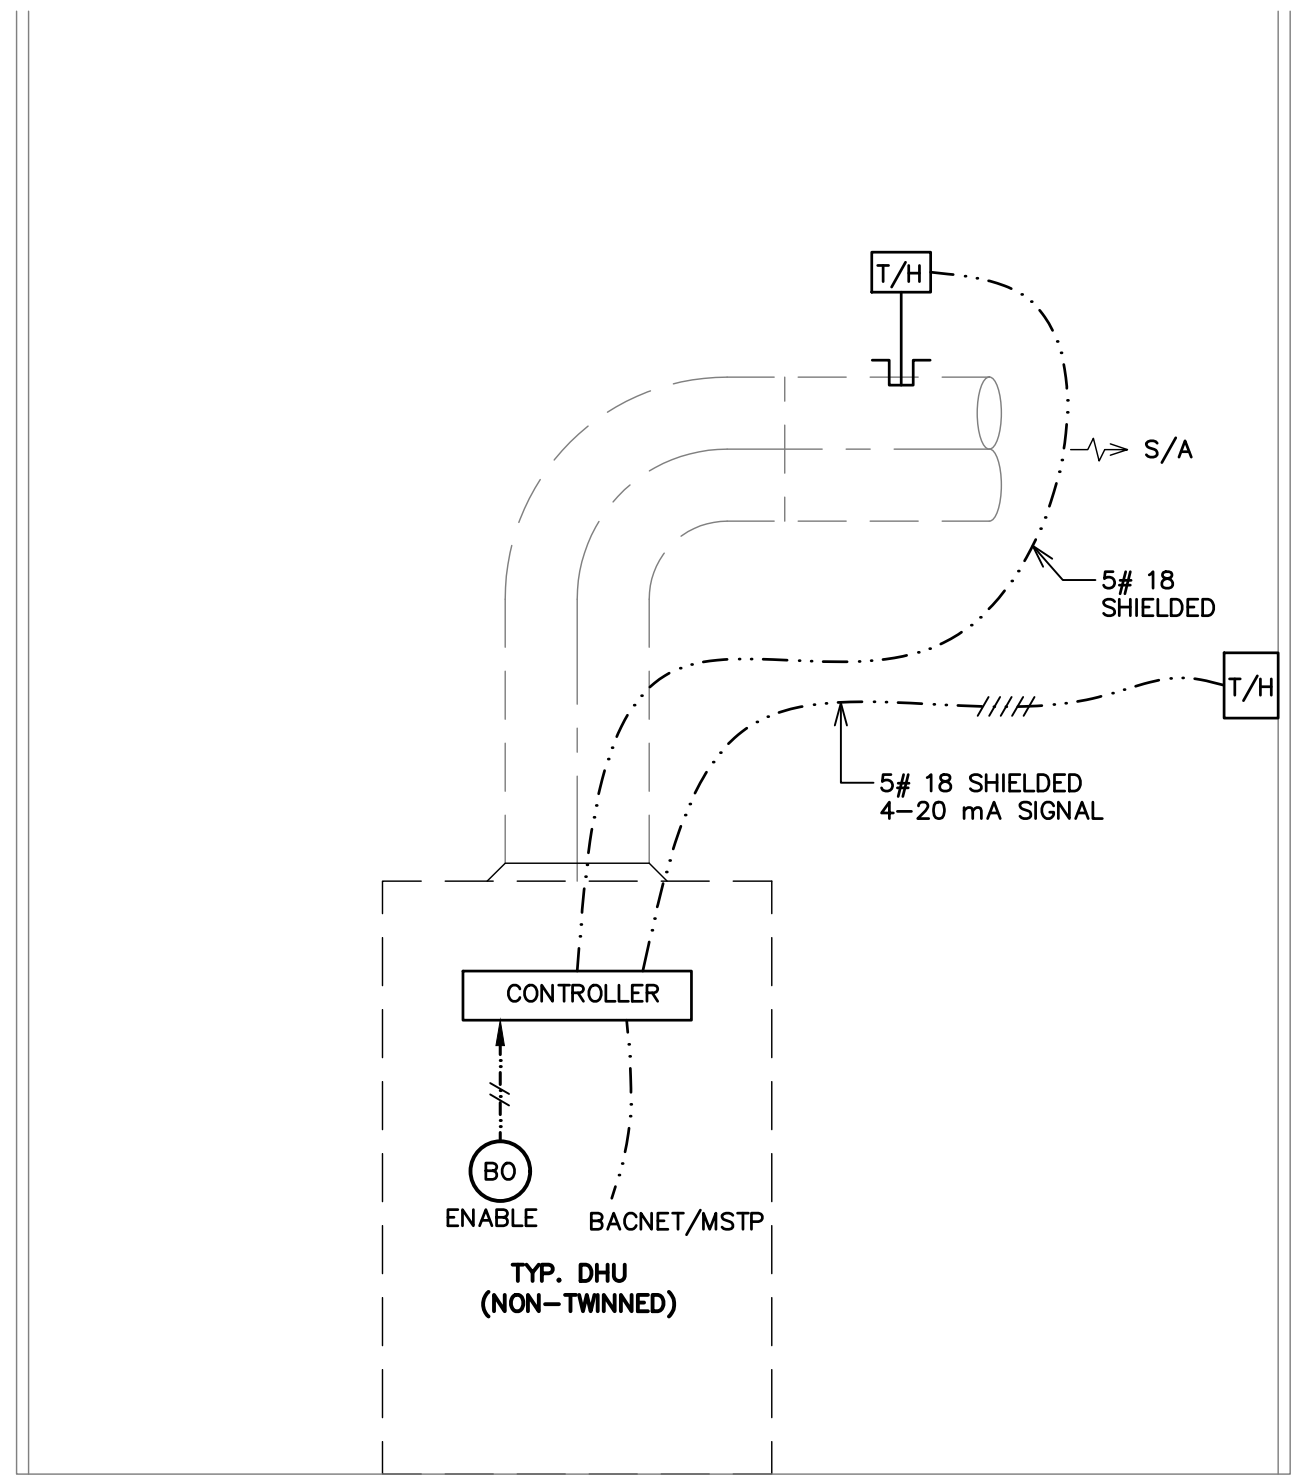 T/H
S/A
5# 18
SHIELDED
T/H
5# 18 SHIELDED
4-20 mA SIGNAL
CONTROLLER
BO
ENABLE
BACNET/MSTP
TYP. DHU
(NON-TWINNED)